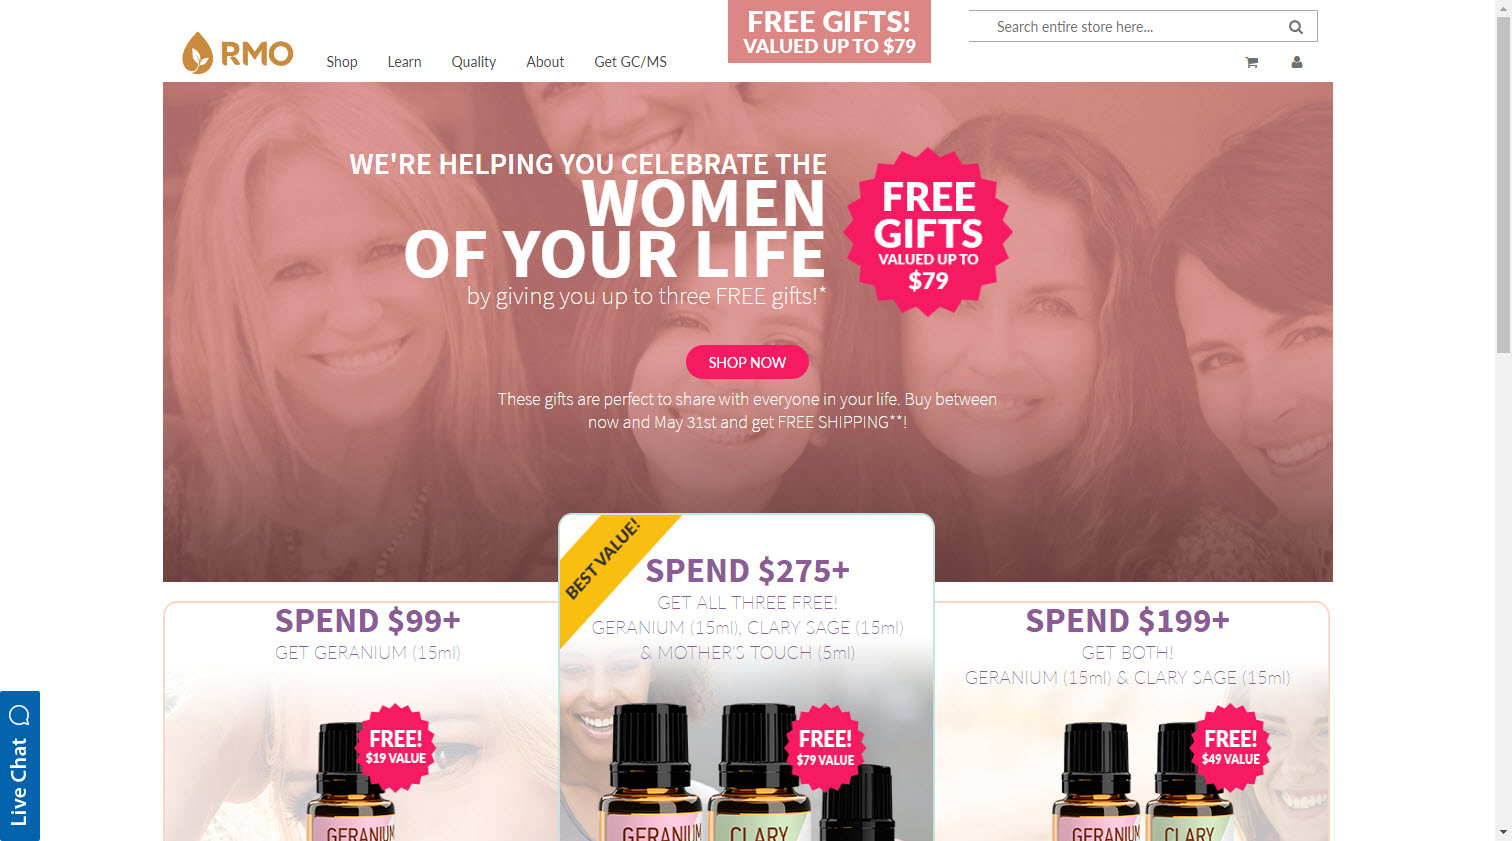 RMO
Shop
Learn
Quality
About
Get GC/MS
FREE GIFTS!
VALUED UP TO $79
Search entire store here...
WE'RE HELPING YOU CELEBRATE THE
WOMEN
OF YOUR LIFE
by giving you up to three FREE gifts!*
FREE
GIFTS
VALUED UP TO
$79
SHOP NOW
These gifts are perfect to share with everyone in your life. Buy between
now and May 31st and get FREE SHIPPING**!
SPEND $99+
GET GERANIUM (15ml)
FREE!
$19 VALUE
GERANIUM
BEST VALUE!
SPEND $275+
GET ALL THREE FREE!
GERANIUM (15ml), CLARY SAGE (15ml)
& MOTHER'S TOUCH (5ml)
FREE!
$79 VALUE
GERANIUM
CLARY
SPEND $199+
GET BOTH!
GERANIUM (15ml) & CLARY SAGE (15ml)
FREE!
$49 VALUE
GERANIUM
CLARY
Live Chat